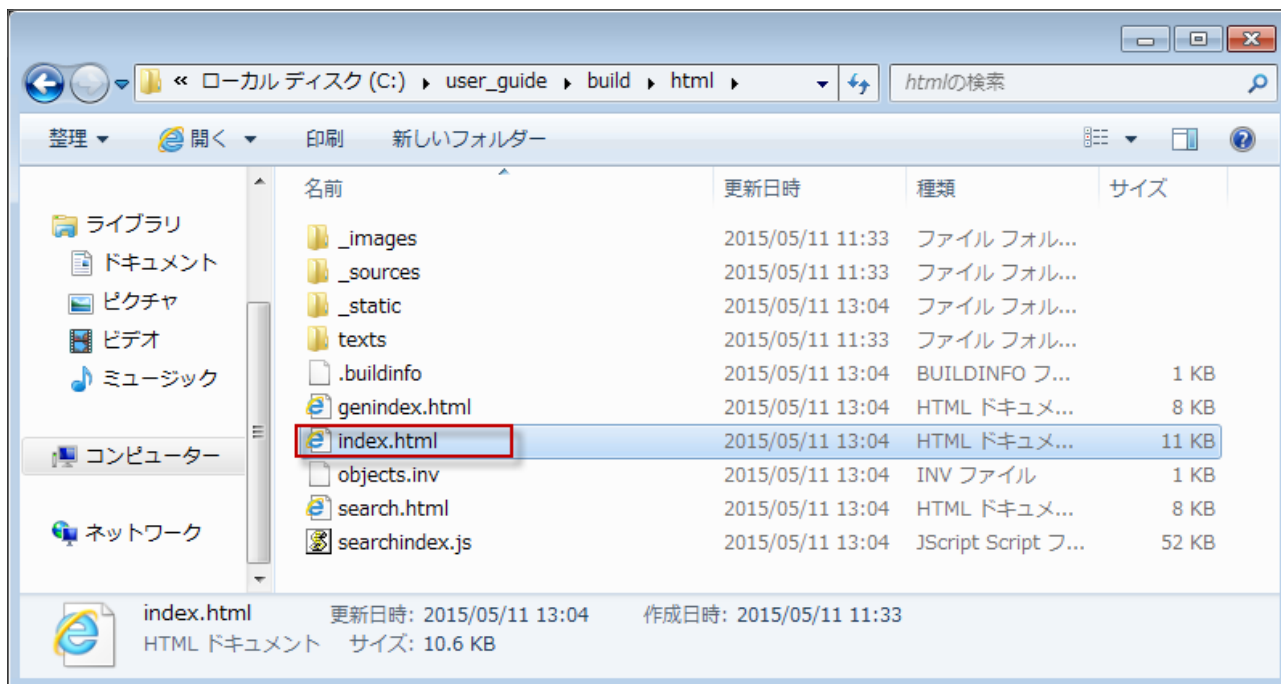 « ローカル ディスク (C:) ▸ user_guide ▸ build ▸ html ▸ htmlの検索
整理 開く 印刷 新しいフォルダー
名前 更新日時 種類 サイズ
ライブラリ
ドキュメント
ピクチャ
ビデオ
ミュージック
コンピューター
ネットワーク
_images 2015/05/11 11:33 ファイル フォル...
_sources 2015/05/11 11:33 ファイル フォル...
_static 2015/05/11 13:04 ファイル フォル...
texts 2015/05/11 11:33 ファイル フォル...
.buildinfo 2015/05/11 13:04 BUILDINFO フ... 1 KB
genindex.html 2015/05/11 13:04 HTML ドキュメ... 8 KB
index.html 2015/05/11 13:04 HTML ドキュメ... 11 KB
objects.inv 2015/05/11 13:04 INV ファイル 1 KB
search.html 2015/05/11 13:04 HTML ドキュメ... 8 KB
searchindex.js 2015/05/11 13:04 JScript Script フ... 52 KB
index.html 更新日時: 2015/05/11 13:04 作成日時: 2015/05/11 11:33
HTML ドキュメント サイズ: 10.6 KB